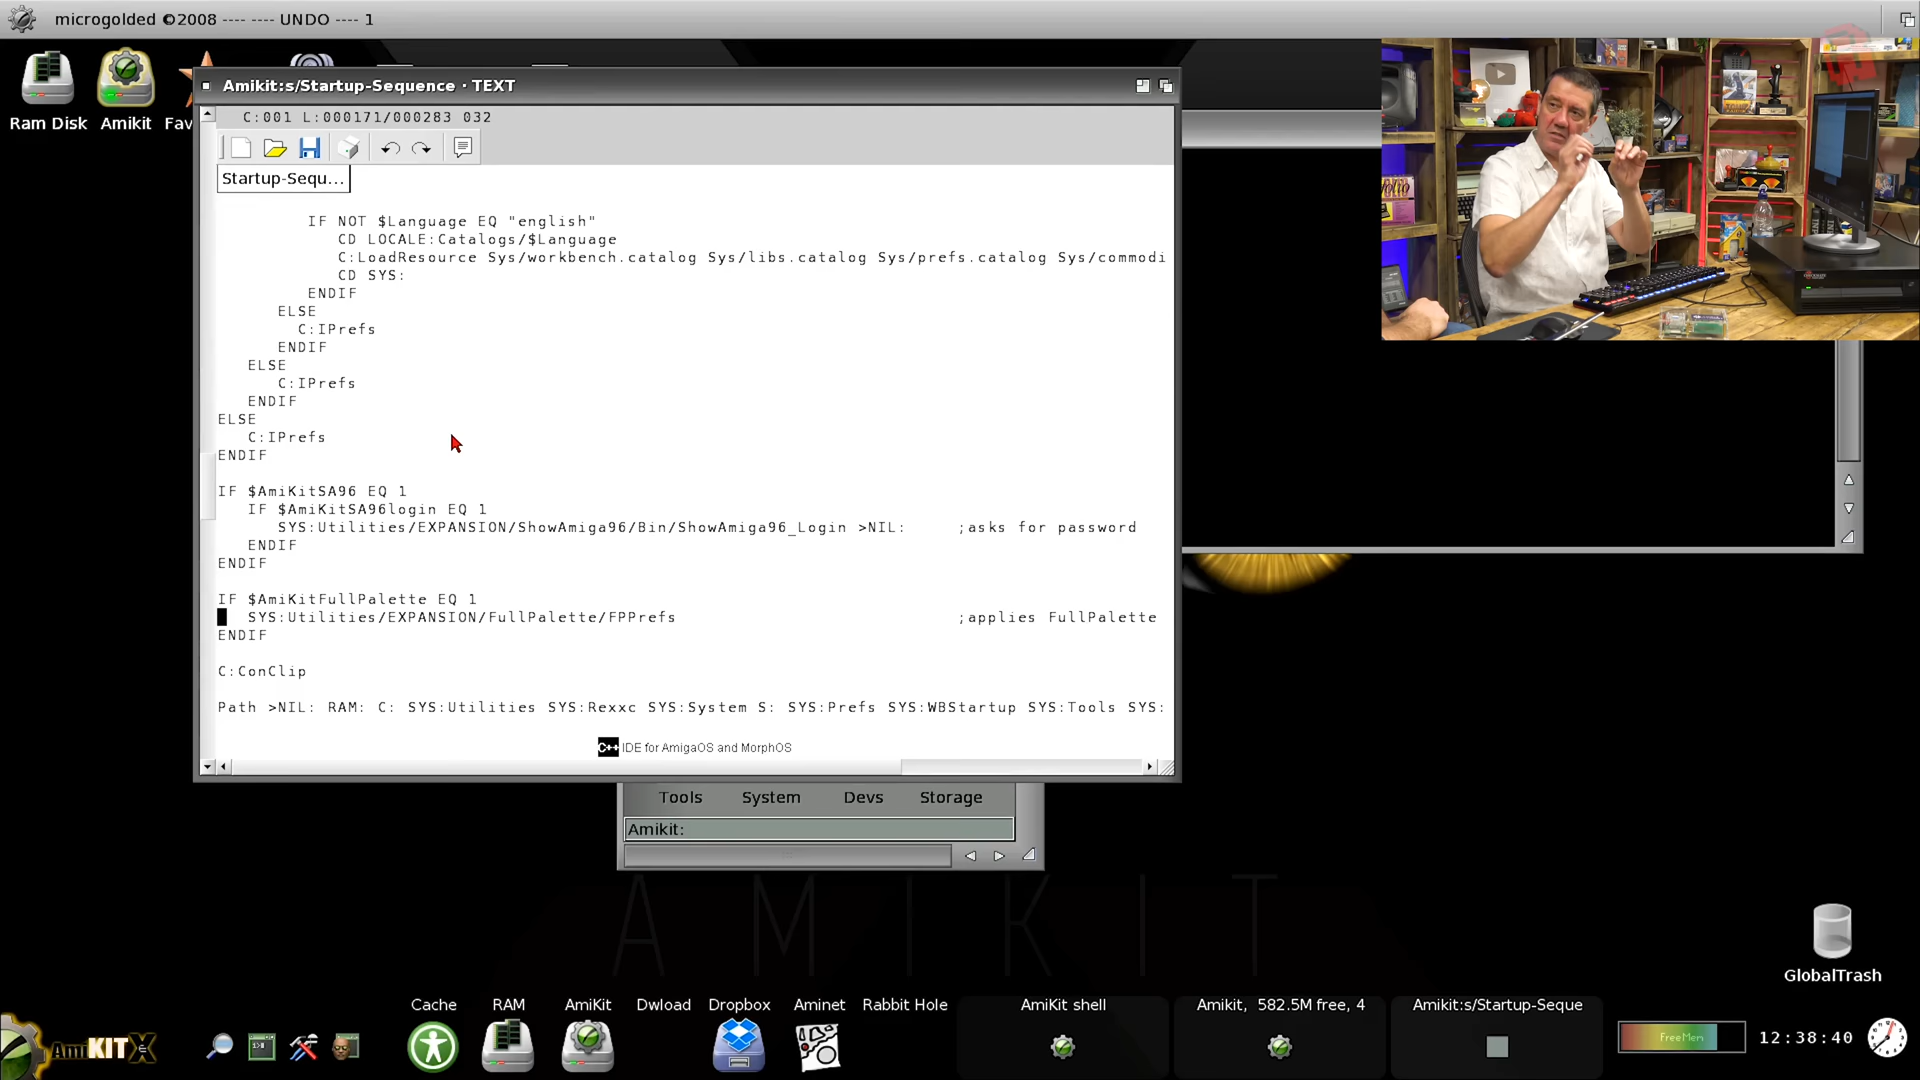 microgolded ©2008 ---- ---- UNDO ---- 1
Ram Disk
Amikit
Fav
Amikit:s/Startup-Sequence · TEXT
C:001 L:000171/000283 032
Startup-Sequ...
IF NOT $Language EQ "english"
CD LOCALE:Catalogs/$Language
C:LoadResource Sys/workbench.catalog Sys/libs.catalog Sys/prefs.catalog Sys/commodi
CD SYS:
ENDIF
ELSE
C:IPrefs
ENDIF
ELSE
C:IPrefs
ENDIF
ELSE
C:IPrefs
ENDIF
IF $AmiKitSA96 EQ 1
IF $AmiKitSA96login EQ 1
SYS:Utilities/EXPANSION/ShowAmiga96/Bin/ShowAmiga96_Login >NIL: ;asks for password
ENDIF
ENDIF
IF $AmiKitFullPalette EQ 1
SYS:Utilities/EXPANSION/FullPalette/FPPrefs ;applies FullPalette
ENDIF
C:ConClip
Path >NIL: RAM: C: SYS:Utilities SYS:Rexxc SYS:System S: SYS:Prefs SYS:WBStartup SYS:Tools SYS:
C++ IDE for AmigaOS and MorphOS
Tools System Devs Storage
Amikit:
AMIKIT
GlobalTrash
Cache RAM AmiKit Dwload Dropbox Aminet Rabbit Hole AmiKit shell Amikit, 582.5M free, 4 Amikit:s/Startup-Seque
AmiKITX
FreeMem
12:38:40